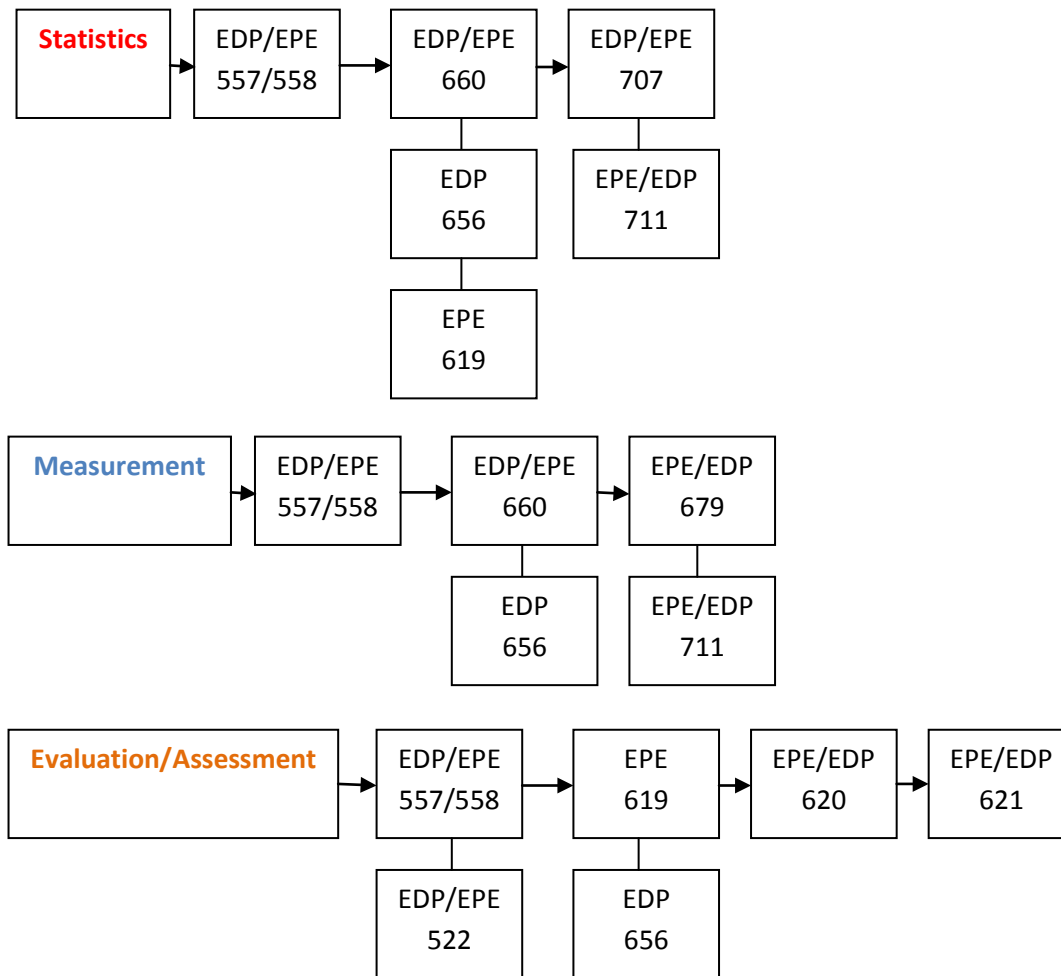 Statistics
EDP/EPE
557/558
EDP/EPE
660
EDP/EPE
707
EDP
656
EPE/EDP
711
EPE
619
Measurement
EDP/EPE
557/558
EDP/EPE
660
EPE/EDP
679
EDP
656
EPE/EDP
711
Evaluation/Assessment
EDP/EPE
557/558
EPE
619
EPE/EDP
620
EPE/EDP
621
EDP/EPE
522
EDP
656